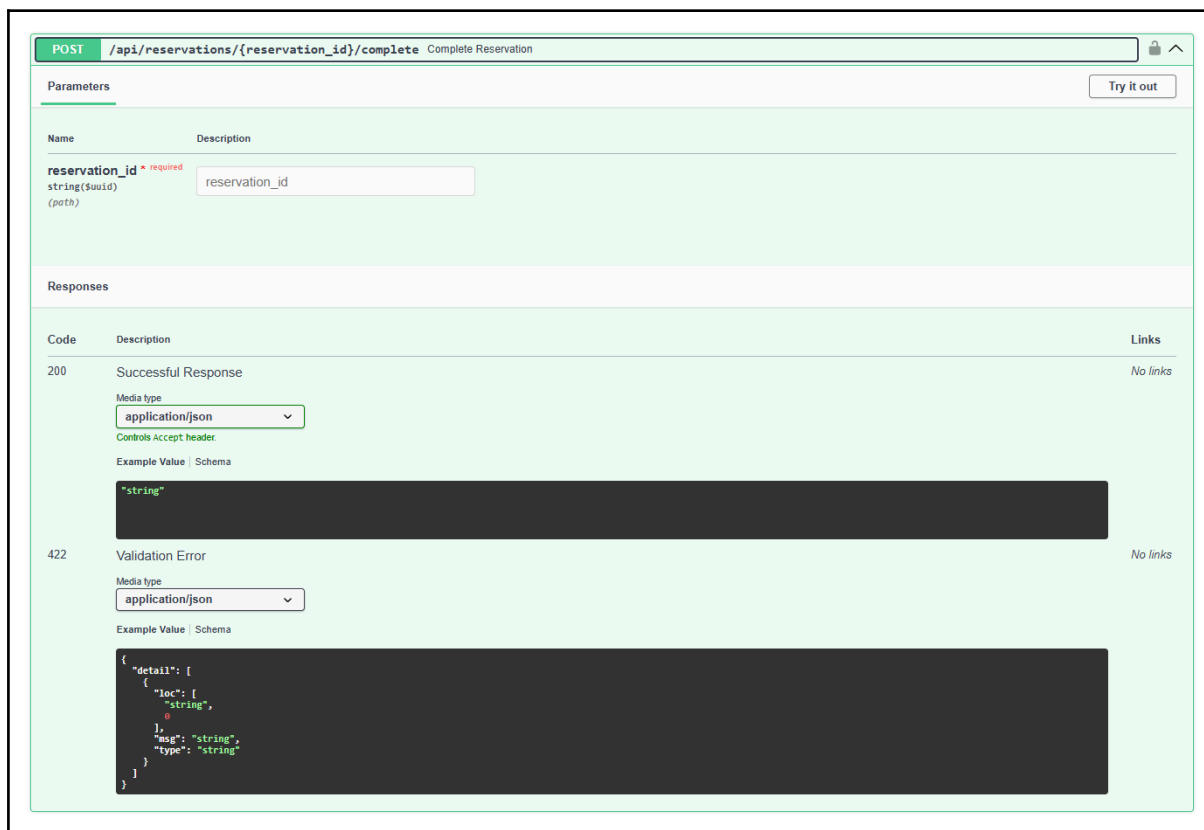 POST /api/reservations/{reservation_id}/complete Complete Reservation
Parameters
Try it out
Name Description
reservation_id * required
string($uuid)
(path)
reservation_id
Responses
Code Description Links
200 Successful Response No links
Media type
application/json
Controls Accept header.
Example Value Schema
"string"
422 Validation Error No links
Media type
application/json
Example Value Schema
{
  "detail": [
    {
      "loc": [
        "string",
        0
      ],
      "msg": "string",
      "type": "string"
    }
  ]
}